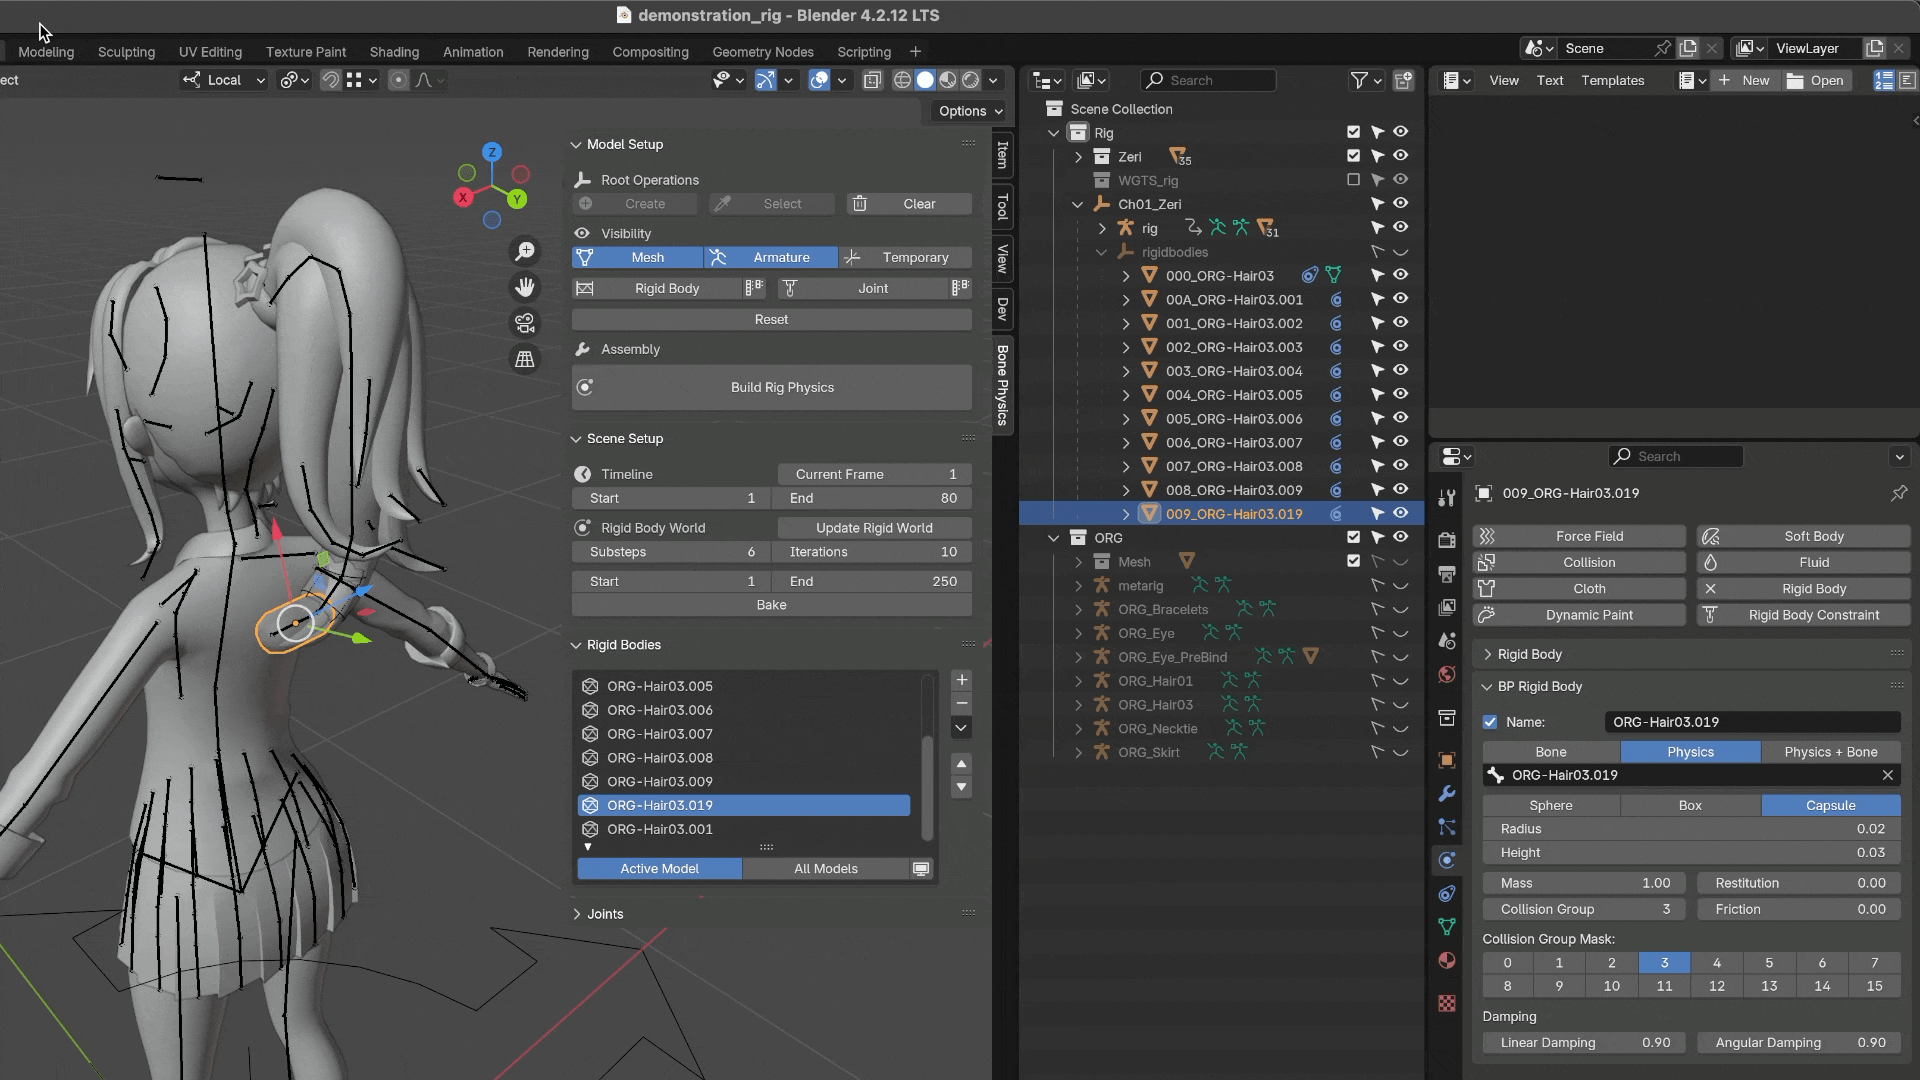 demonstration_rig - Blender 4.2.12 LTS
Modeling Sculpting UV Editing Texture Paint Shading Animation Rendering Compositing Geometry Nodes Scripting +
Scene
ViewLayer
ect
Local
Options
Z
X
Y
Model Setup
Root Operations
Create Select Clear
Visibility
Mesh Armature Temporary
Rigid Body Joint
Reset
Assembly
Build Rig Physics
Scene Setup
Timeline Current Frame 1
Start 1 End 80
Rigid Body World Update Rigid World
Substeps 6 Iterations 10
Start 1 End 250
Bake
Rigid Bodies
ORG-Hair03.005
ORG-Hair03.006
ORG-Hair03.007
ORG-Hair03.008
ORG-Hair03.009
ORG-Hair03.019
ORG-Hair03.001
Active Model All Models
Joints
Item
Tool
View
Dev
Bone Physics
Search
Scene Collection
Rig
Zeri 35
WGTS_rig
Ch01_Zeri
rig 31
rigidbodies
000_ORG-Hair03
00A_ORG-Hair03.001
001_ORG-Hair03.002
002_ORG-Hair03.003
003_ORG-Hair03.004
004_ORG-Hair03.005
005_ORG-Hair03.006
006_ORG-Hair03.007
007_ORG-Hair03.008
008_ORG-Hair03.009
009_ORG-Hair03.019
ORG
Mesh
metarig
ORG_Bracelets
ORG_Eye
ORG_Eye_PreBind
ORG_Hair01
ORG_Hair03
ORG_Necktie
ORG_Skirt
View Text Templates New Open
Search
009_ORG-Hair03.019
Force Field Soft Body
Collision Fluid
Cloth Rigid Body
Dynamic Paint Rigid Body Constraint
Rigid Body
BP Rigid Body
Name: ORG-Hair03.019
Bone Physics Physics + Bone
ORG-Hair03.019
Sphere Box Capsule
Radius 0.02
Height 0.03
Mass 1.00 Restitution 0.00
Collision Group 3 Friction 0.00
Collision Group Mask:
0 1 2 3 4 5 6 7
8 9 10 11 12 13 14 15
Damping
Linear Damping 0.90 Angular Damping 0.90